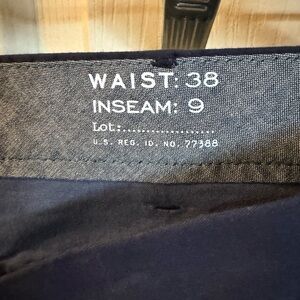 WAIST: 38
INSEAM: 9
Lot:....................
U.S. REG. ID. NO. 77388